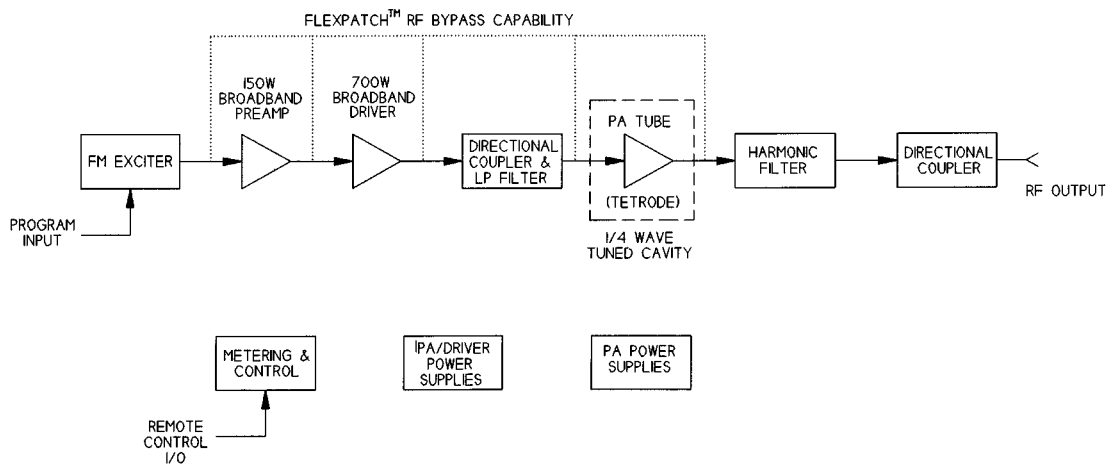 FLEXPATCH™ RF BYPASS CAPABILITY
150W
BROADBAND
PREAMP
700W
BROADBAND
DRIVER
FM EXCITER
DIRECTIONAL
COUPLER &
LP FILTER
PA TUBE
(TETRODE)
1/4 WAVE
TUNED CAVITY
HARMONIC
FILTER
DIRECTIONAL
COUPLER
RF OUTPUT
PROGRAM
INPUT
METERING &
CONTROL
IPA/DRIVER
POWER
SUPPLIES
PA POWER
SUPPLIES
REMOTE
CONTROL
I/O